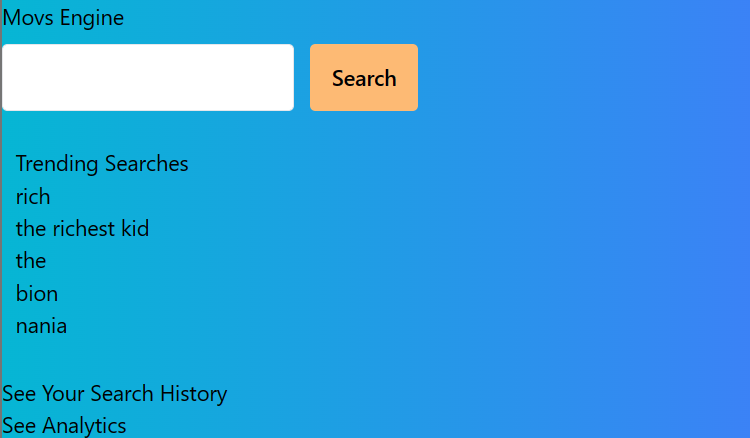 Movs Engine
Search
Trending Searches
rich
the richest kid
the
bion
nania
See Your Search History
See Analytics